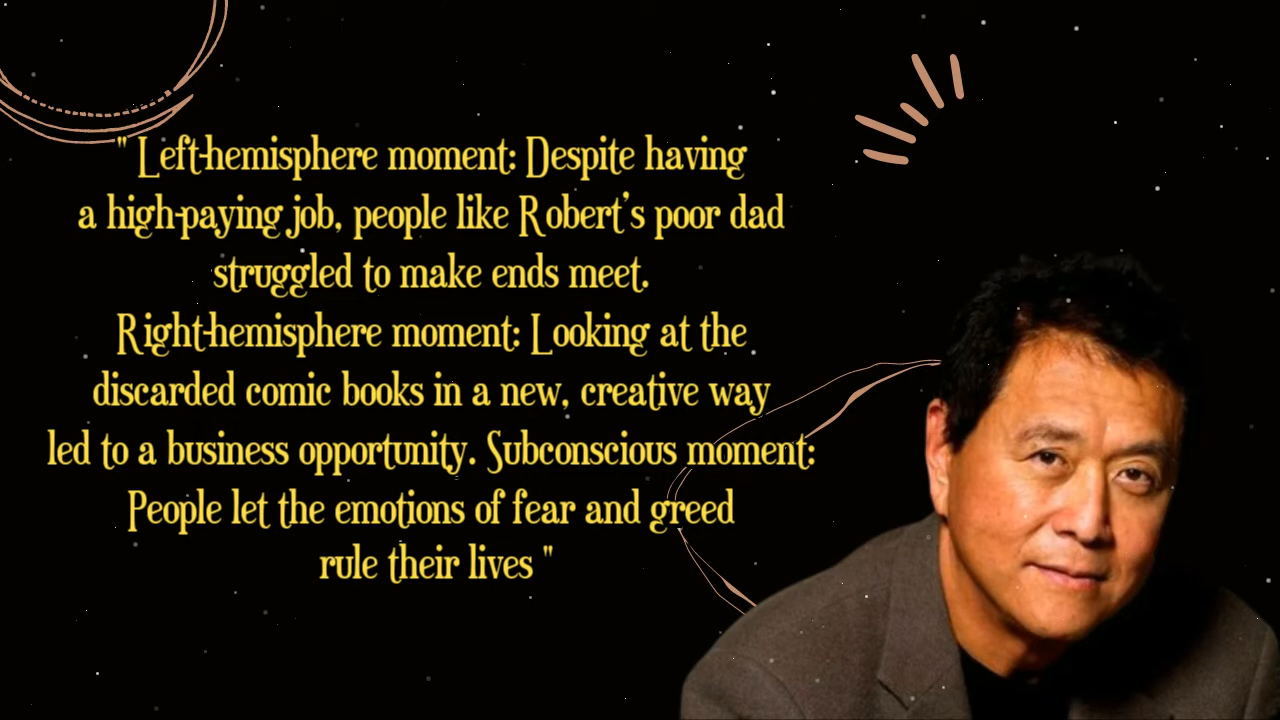 " Left-hemisphere moment: Despite having
a high-paying job, people like Robert's poor dad
struggled to make ends meet.
Right-hemisphere moment: Looking at the
discarded comic books in a new, creative way
led to a business opportunity. Subconscious moment:
People let the emotions of fear and greed
rule their lives "